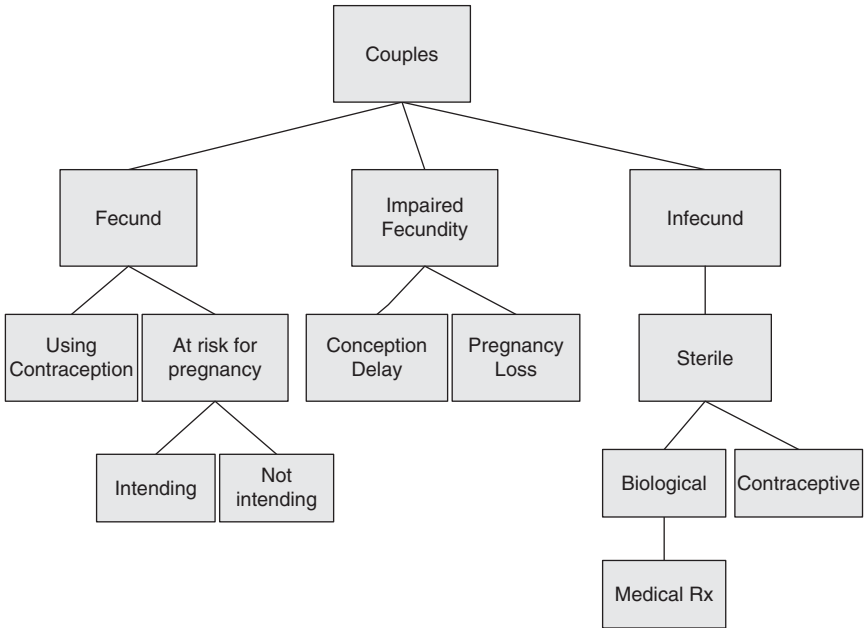 Couples
Fecund
Impaired
Fecundity
Infecund
Using
Contraception
At risk for
pregnancy
Conception
Delay
Pregnancy
Loss
Sterile
Intending
Not
intending
Biological
Contraceptive
Medical Rx